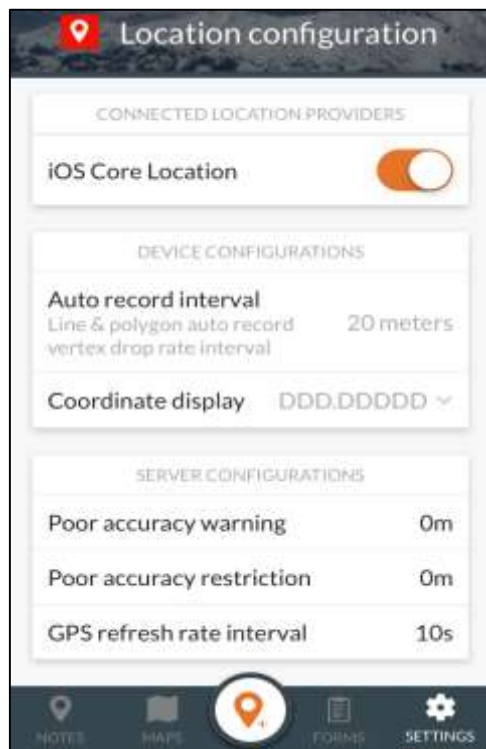 Location configuration
CONNECTED LOCATION PROVIDERS
iOS Core Location
DEVICE CONFIGURATIONS
Auto record interval
Line & polygon auto record
vertex drop rate interval
20 meters
Coordinate display DDD.DDDDD
SERVER CONFIGURATIONS
Poor accuracy warning 0m
Poor accuracy restriction 0m
GPS refresh rate interval 10s
NOTES MAPS FORMS SETTINGS